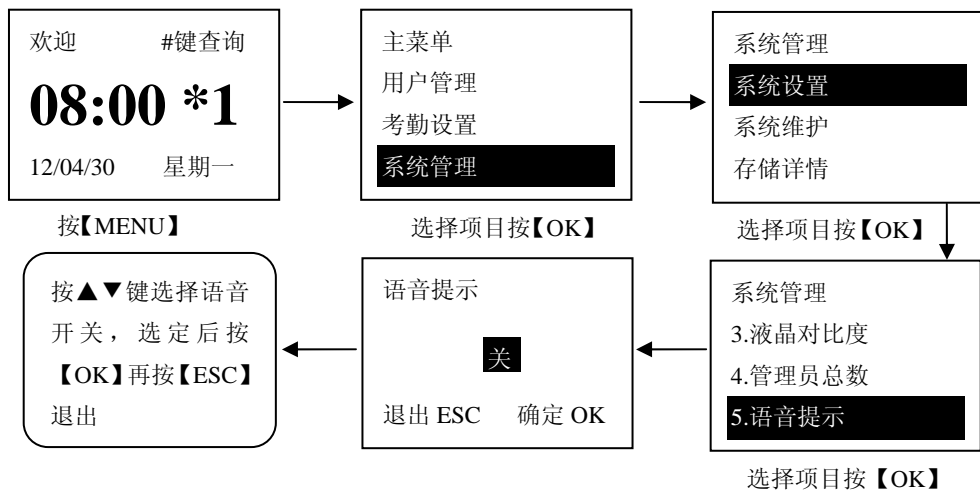 欢迎 #键查询
08:00 *1
12/04/30 星期一
按【MENU】
主菜单
用户管理
考勤设置
系统管理
选择项目按【OK】
系统管理
系统设置
系统维护
存储详情
选择项目按【OK】
系统管理
3.液晶对比度
4.管理员总数
5.语音提示
选择项目按【OK】
语音提示
关
退出 ESC 确定 OK
按▲▼键选择语音
开关，选定后按
【OK】再按【ESC】
退出